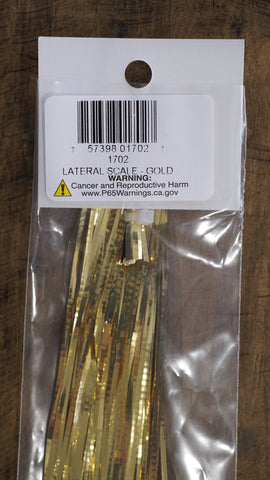 7 57398 01702 7
1702
LATERAL SCALE - GOLD
WARNING:
Cancer and Reproductive Harm
www.P65Warnings.ca.gov